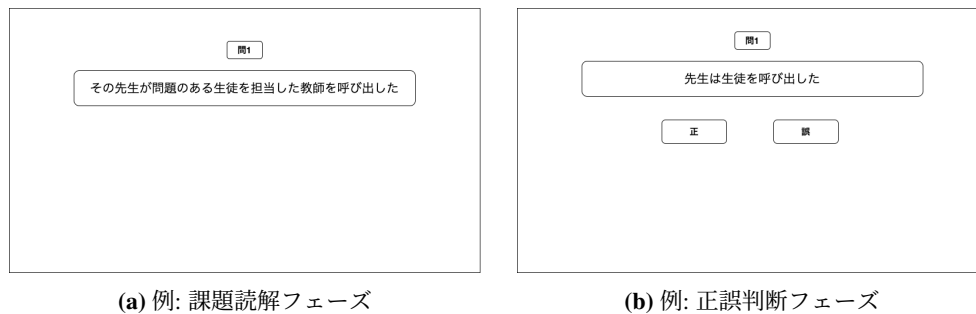 問1
その先生が問題のある生徒を担当した教師を呼び出した
(a) 例: 課題読解フェーズ
問1
先生は生徒を呼び出した
正
誤
(b) 例: 正誤判断フェーズ